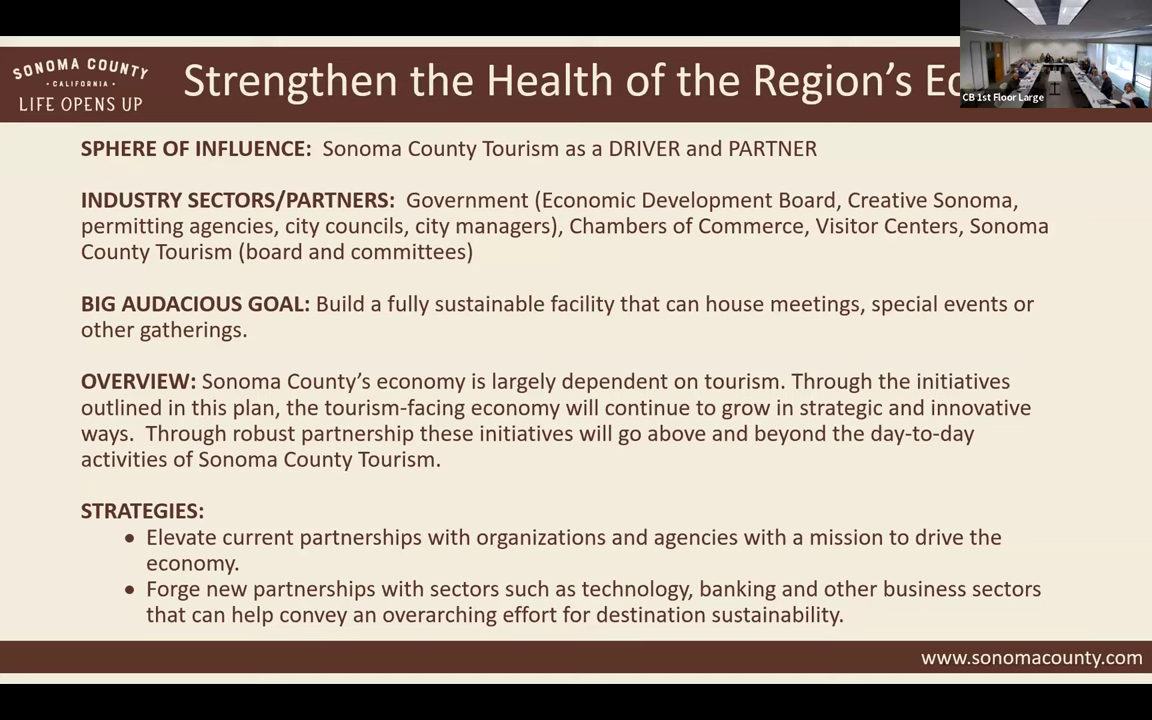 SONOMA COUNTY
• CALIFORNIA •
LIFE OPENS UP
Strengthen the Health of the Region's Ec
CB 1st Floor Large
SPHERE OF INFLUENCE:  Sonoma County Tourism as a DRIVER and PARTNER
INDUSTRY SECTORS/PARTNERS:  Government (Economic Development Board, Creative Sonoma,
permitting agencies, city councils, city managers), Chambers of Commerce, Visitor Centers, Sonoma
County Tourism (board and committees)
BIG AUDACIOUS GOAL: Build a fully sustainable facility that can house meetings, special events or
other gatherings.
OVERVIEW: Sonoma County's economy is largely dependent on tourism. Through the initiatives
outlined in this plan, the tourism-facing economy will continue to grow in strategic and innovative
ways.  Through robust partnership these initiatives will go above and beyond the day-to-day
activities of Sonoma County Tourism.
STRATEGIES:
• Elevate current partnerships with organizations and agencies with a mission to drive the
economy.
• Forge new partnerships with sectors such as technology, banking and other business sectors
that can help convey an overarching effort for destination sustainability.
www.sonomacounty.com